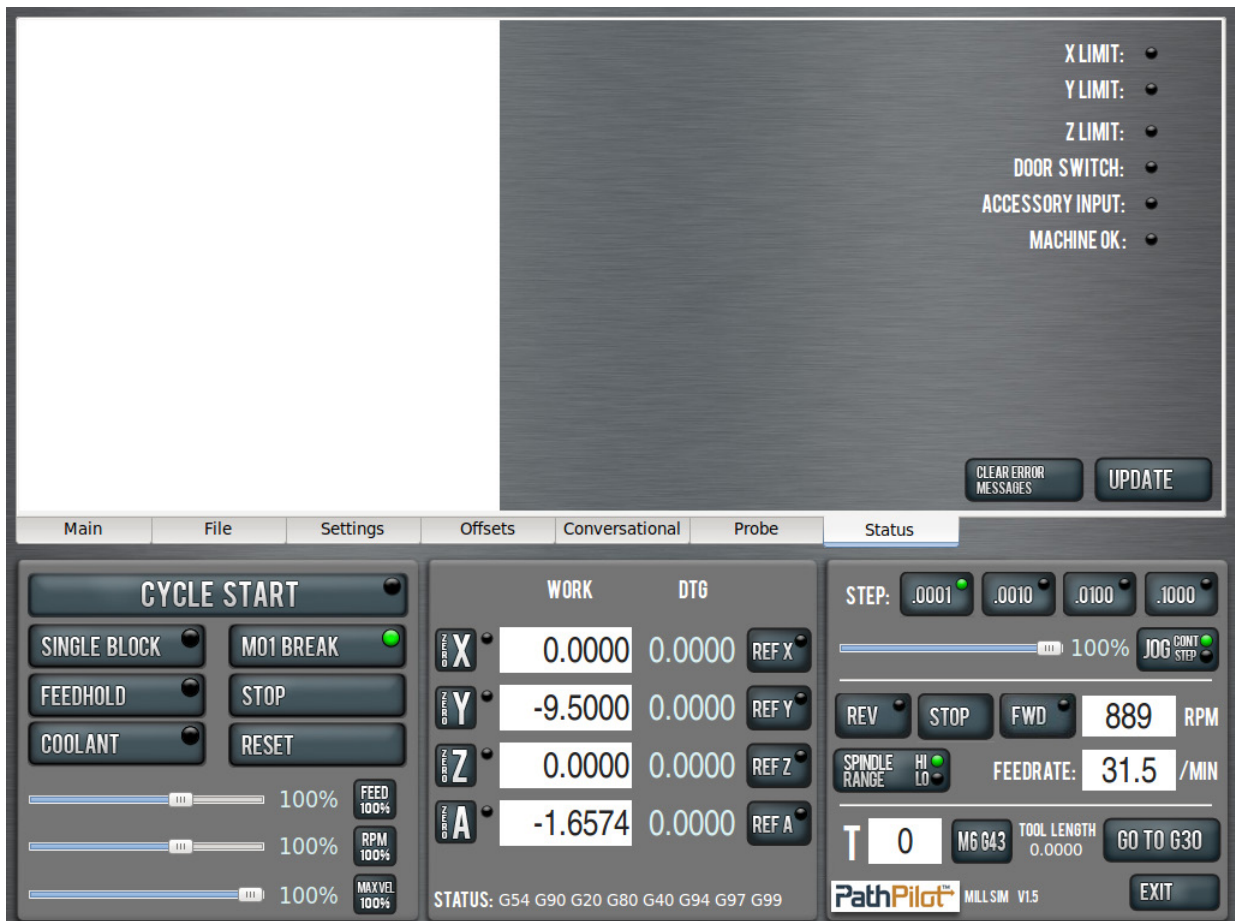 X LIMIT:
Y LIMIT:
Z LIMIT:
DOOR SWITCH:
ACCESSORY INPUT:
MACHINE OK:
CLEAR ERROR
MESSAGES
UPDATE
Main File Settings Offsets Conversational Probe Status
CYCLE START
SINGLE BLOCK M01 BREAK
FEEDHOLD STOP
COOLANT RESET
100% FEED
100%
100% RPM
100%
100% MAX VEL
100%
WORK DTG
ZERO X 0.0000 0.0000 REF X
ZERO Y -9.5000 0.0000 REF Y
ZERO Z 0.0000 0.0000 REF Z
ZERO A -1.6574 0.0000 REF A
STATUS: G54 G90 G20 G80 G40 G94 G97 G99
STEP: .0001 .0010 .0100 .1000
100% JOG CONT
STEP
REV STOP FWD 889 RPM
SPINDLE HI
RANGE LO
FEEDRATE: 31.5 /MIN
T 0 M6 G43 TOOL LENGTH
0.0000
GO TO G30
PathPilot™ MILL SIM V1.5 EXIT